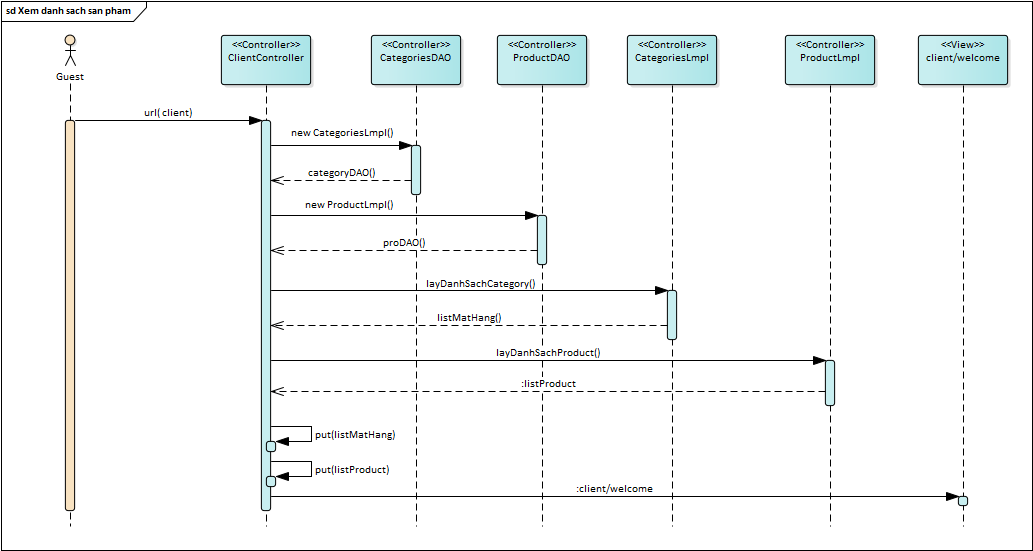 sd Xem danh sach san pham
Guest
<<Controller>>
ClientController
<<Controller>>
CategoriesDAO
<<Controller>>
ProductDAO
<<Controller>>
CategoriesLmpl
<<Controller>>
ProductLmpl
<<View>>
client/welcome
url( client)
new CategoriesLmpl()
categoryDAO()
new ProductLmpl()
proDAO()
layDanhSachCategory()
listMatHang()
layDanhSachProduct()
:listProduct
put(listMatHang)
put(listProduct)
:client/welcome